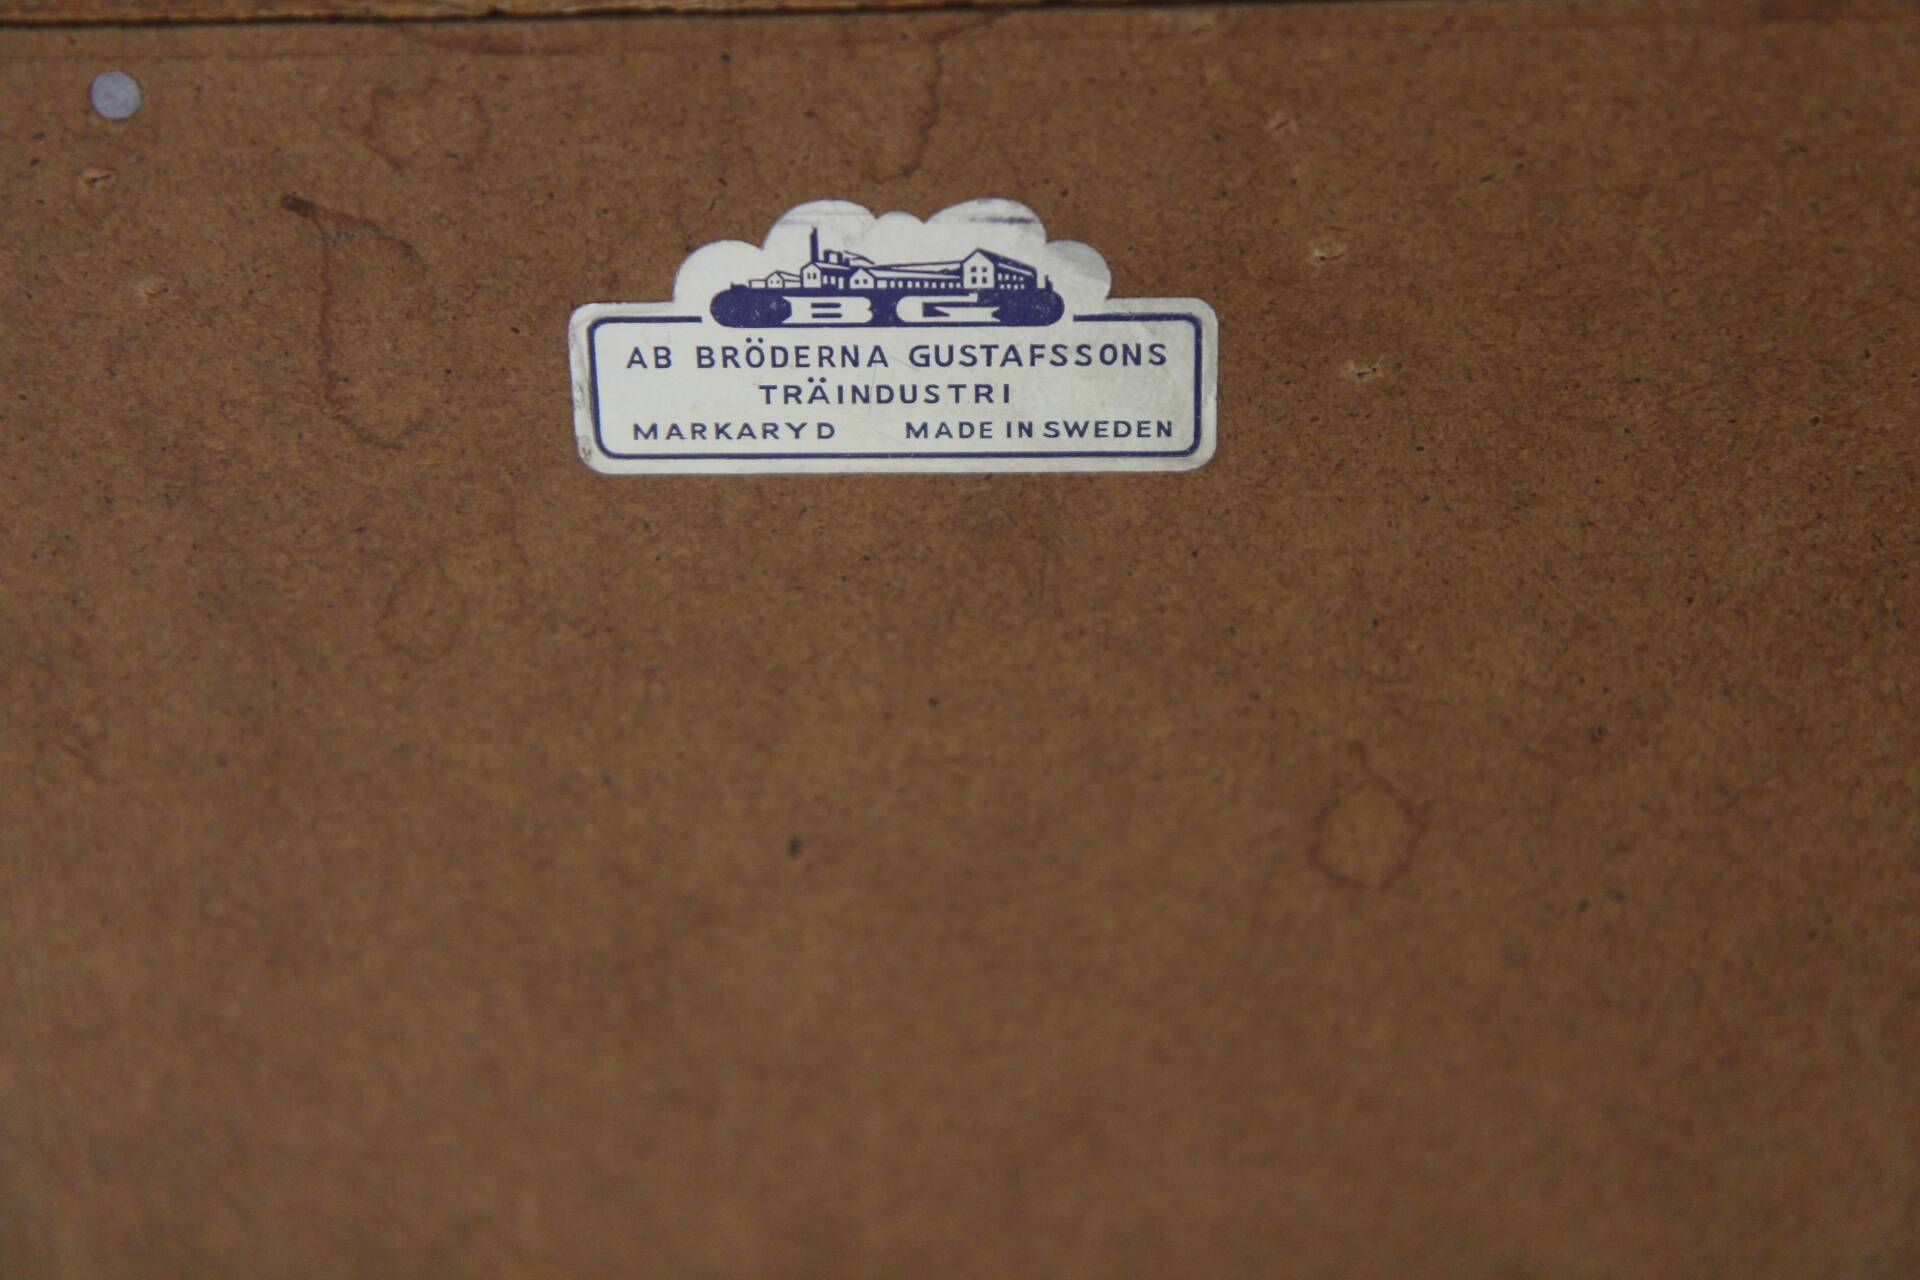 BG
AB BRÖDERNA GUSTAFSSONS
TRÄINDUSTRI
MARKARYD MADE IN SWEDEN